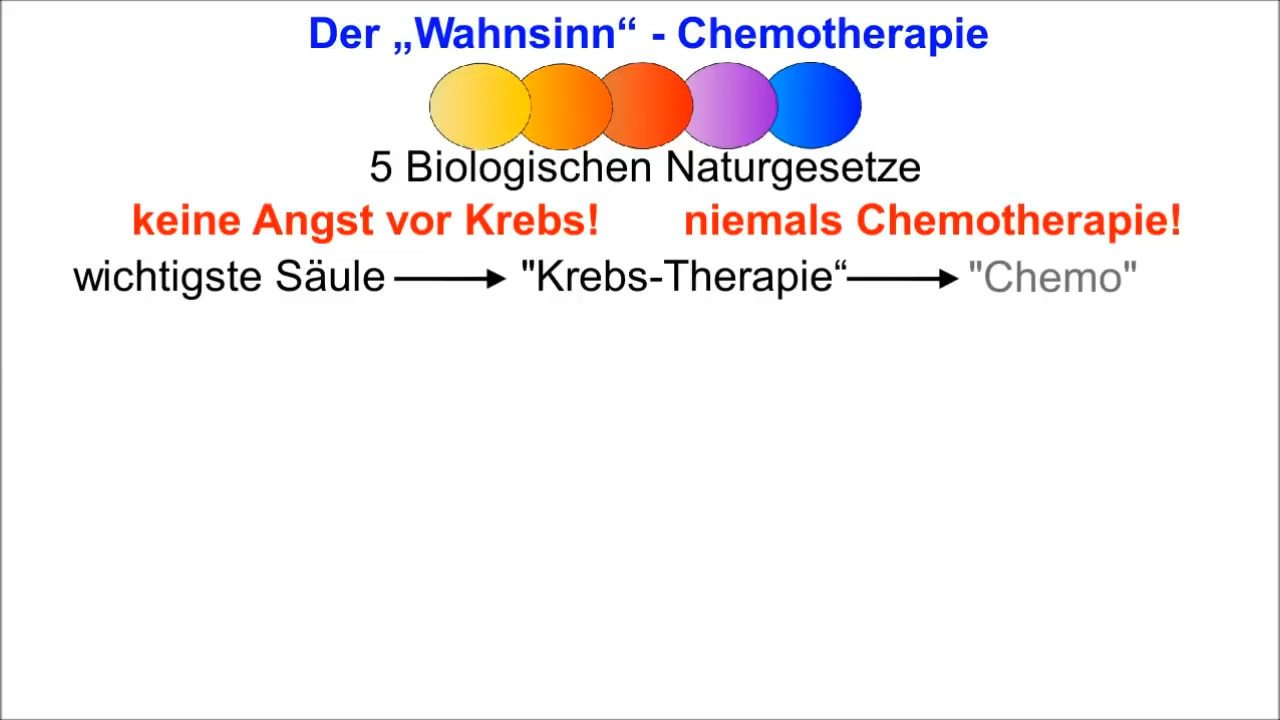 Der „Wahnsinn“ - Chemotherapie
5 Biologischen Naturgesetze
keine Angst vor Krebs! niemals Chemotherapie!
wichtigste Säule "Krebs-Therapie“ "Chemo"